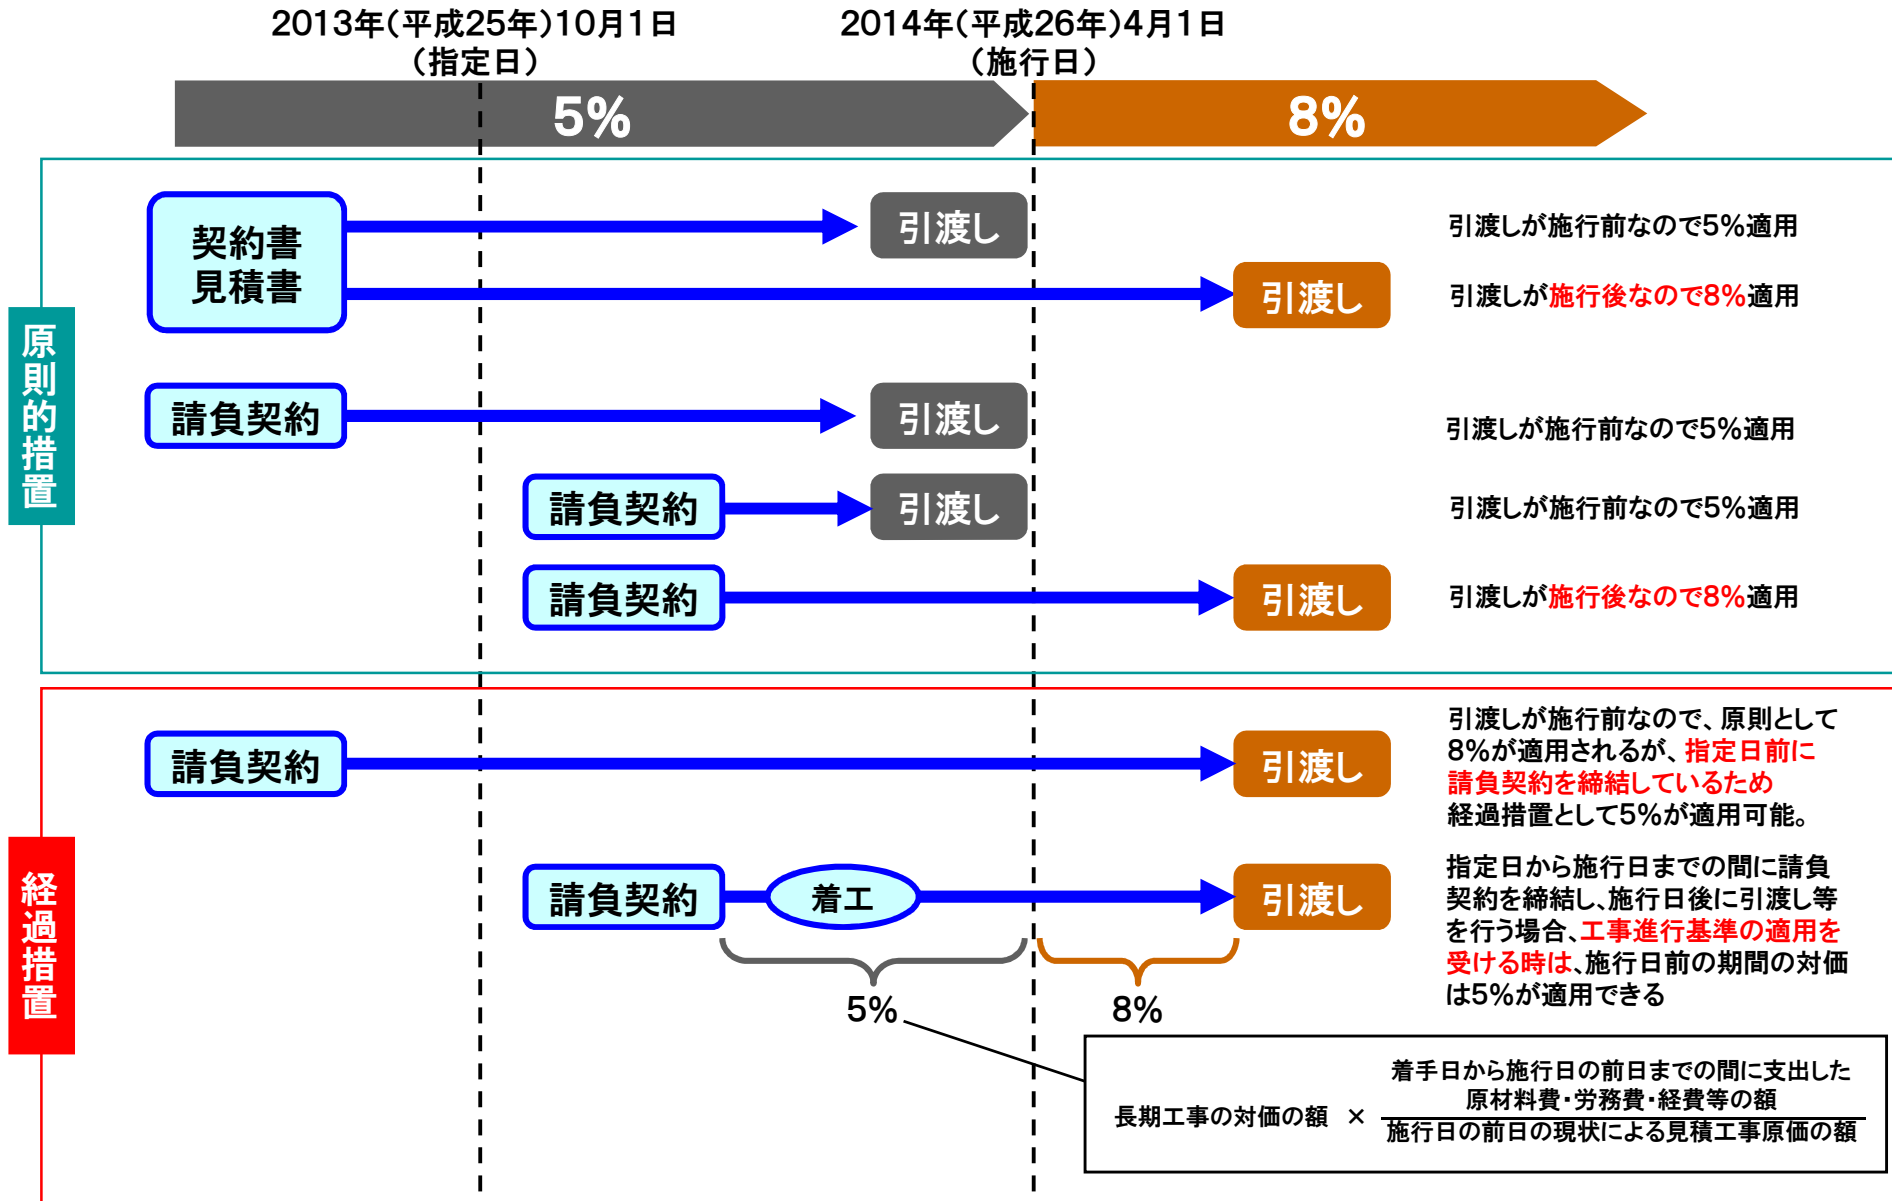 2013年(平成25年)10月1日
(指定日)
2014年(平成26年)4月1日
(施行日)
5%
8%
原則的措置
契約書
見積書
引渡し
引渡しが施行前なので5%適用
引渡し
引渡しが施行後なので8%適用
請負契約
引渡し
引渡しが施行前なので5%適用
請負契約
引渡し
引渡しが施行前なので5%適用
請負契約
引渡し
引渡しが施行後なので8%適用
経過措置
請負契約
引渡し
引渡しが施行前なので、原則として
8%が適用されるが、指定日前に
請負契約を締結しているため
経過措置として5%が適用可能。
請負契約
着工
引渡し
指定日から施行日までの間に請負
契約を締結し、施行日後に引渡し等
を行う場合、工事進行基準の適用を
受ける時は、施行日前の期間の対価
は5%が適用できる
5%
8%
長期工事の対価の額 ×
着手日から施行日の前日までの間に支出した
原材料費・労務費・経費等の額
施行日の前日の現状による見積工事原価の額